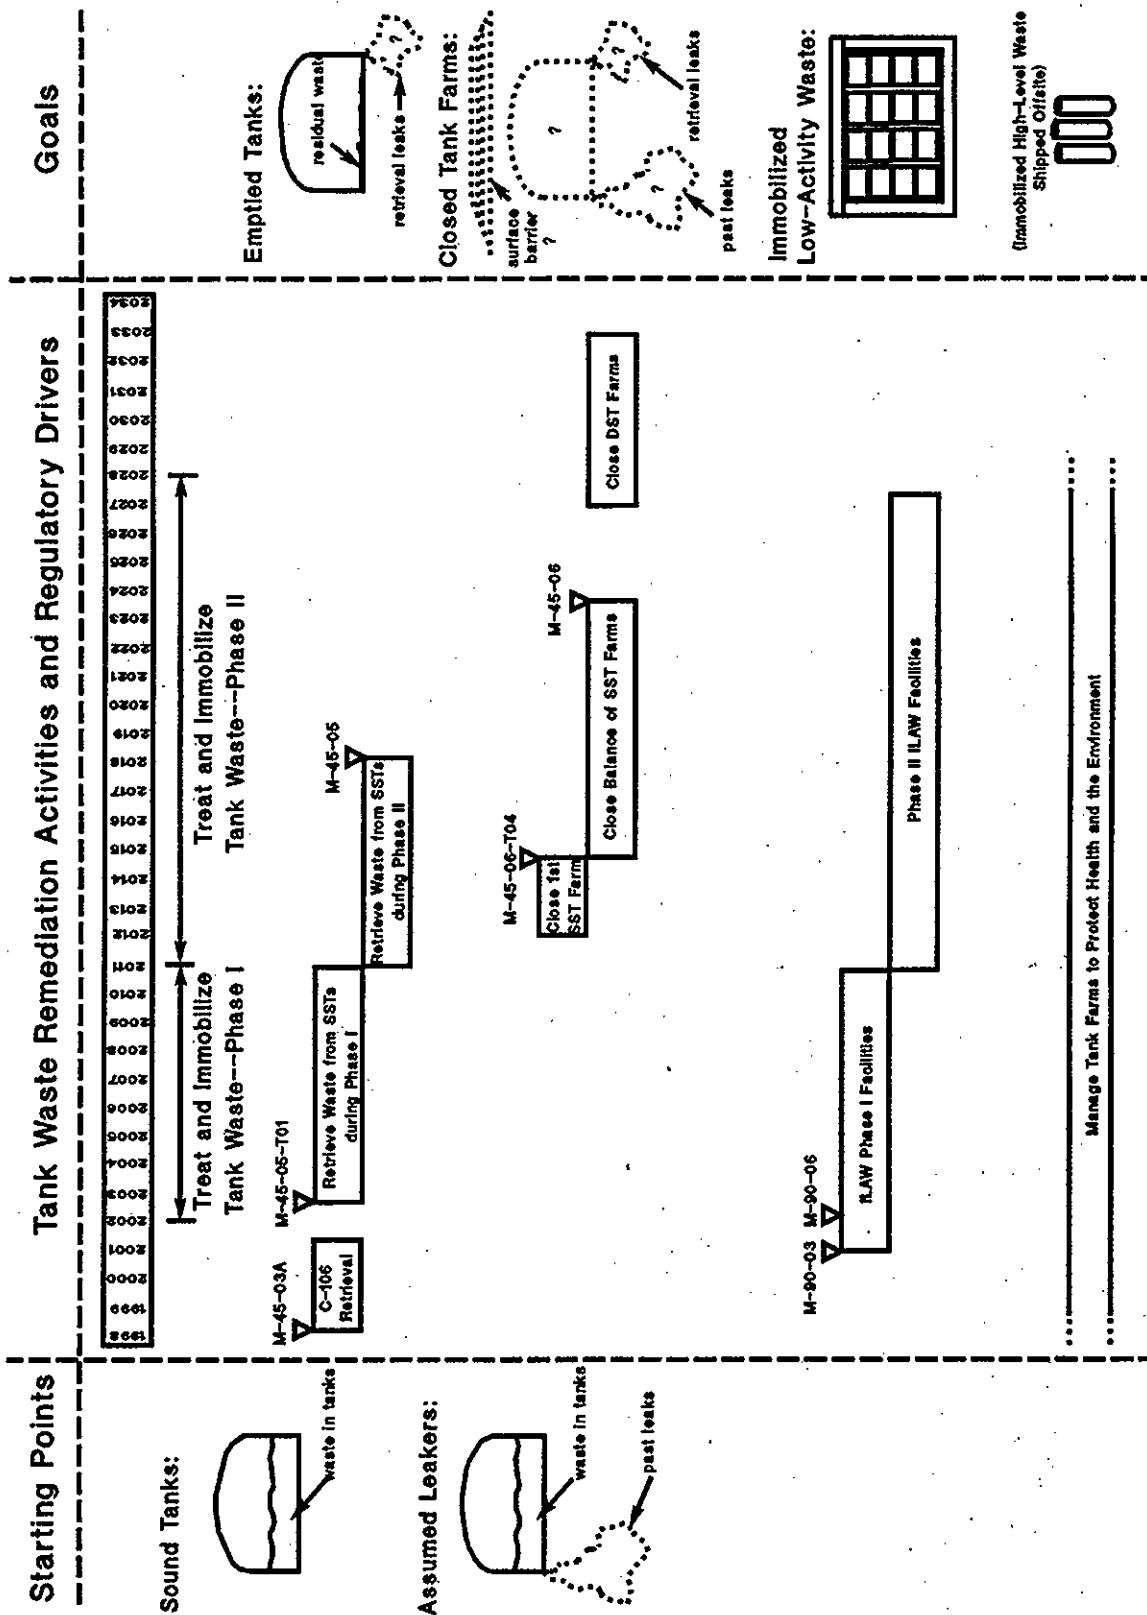 Starting Points
Sound Tanks:
waste in tanks
Assumed Leakers:
waste in tanks
past leaks
Tank Waste Remediation Activities and Regulatory Drivers
1998
1999
2000
2001
2002
2003
2004
2005
2006
2007
2008
2009
2010
2011
2012
2013
2014
2015
2016
2017
2018
2019
2020
2021
2022
2023
2024
2025
2026
2027
2028
2029
2030
2031
2032
2033
2034
Treat and Immobilize
Tank Waste--Phase I
Treat and Immobilize
Tank Waste---Phase II
M-45-03A
C-106
Retrieval
M-45-05-T01
Retrieve Waste from SSTs
during Phase I
M-45-05
Retrieve Waste from SSTs
during Phase II
M-45-06-T04
Close 1st
SST Farm
M-45-06
Close Balance of SST Farms
Close DST Farms
M-90-03
M-90-06
ILAW Phase I Facilities
Phase II ILAW Facilities
Manage Tank Farms to Protect Health and the Environment
Goals
Emptied Tanks:
residual waste
?
retrieval leaks
Closed Tank Farms:
surface
barrier
?
?
?
?
past leaks
retrieval leaks
Immobilized
Low-Activity Waste:
(Immobilized High-Level Waste
Shipped Offsite)